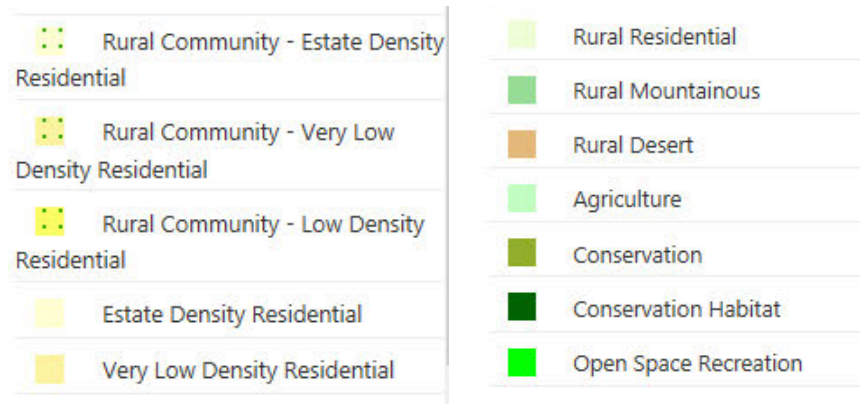 Rural Community - Estate Density
Residential
Rural Community - Very Low
Density Residential
Rural Community - Low Density
Residential
Estate Density Residential
Very Low Density Residential
Rural Residential
Rural Mountainous
Rural Desert
Agriculture
Conservation
Conservation Habitat
Open Space Recreation